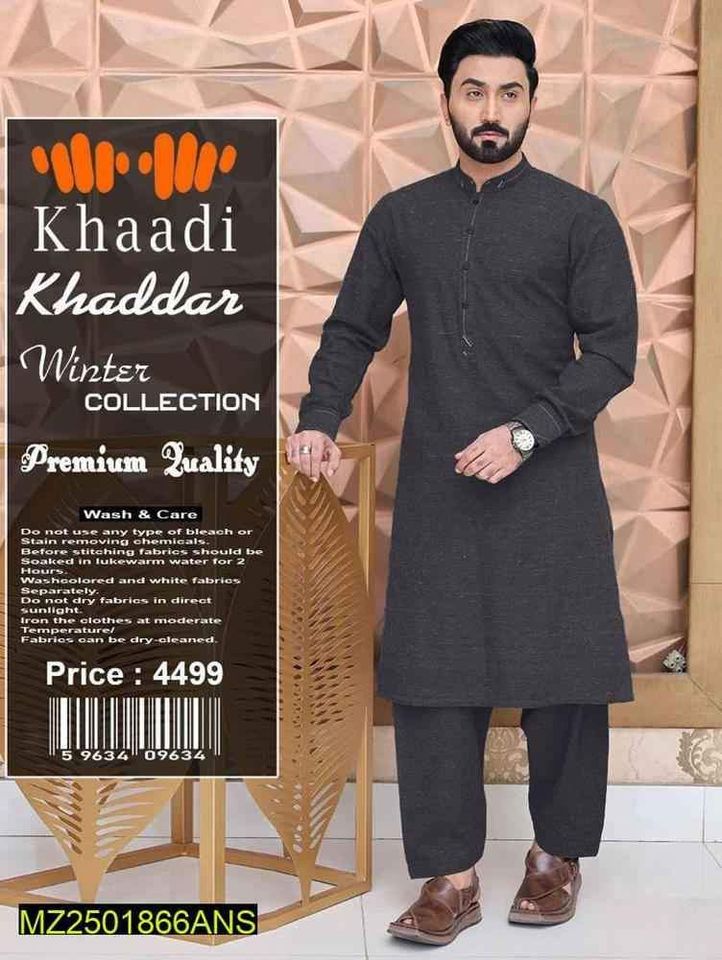 Khaadi
Khaddar
Winter
COLLECTION
Premium Quality
Wash & Care
Do not use any type of bleach or
Stain removing chemicals.
Before stitching fabrics should be
Soaked in lukewarm water for 2
Hours.
Washcolored and white fabrics
Separately.
Do not dry fabrics in direct
sunlight.
Iron the clothes at moderate
Temperature/
Fabrics can be dry-cleaned.
Price : 4499
5 9634 09634
MZ2501866ANS